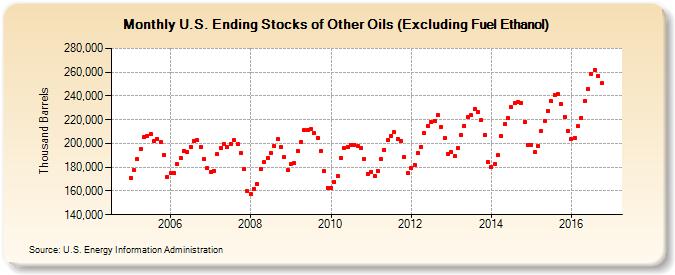 Monthly U.S. Ending Stocks of Other Oils (Excluding Fuel Ethanol)
Thousand Barrels
280,000
260,000
240,000
220,000
200,000
180,000
160,000
140,000
2006 2008 2010 2012 2014 2016
Source: U.S. Energy Information Administration